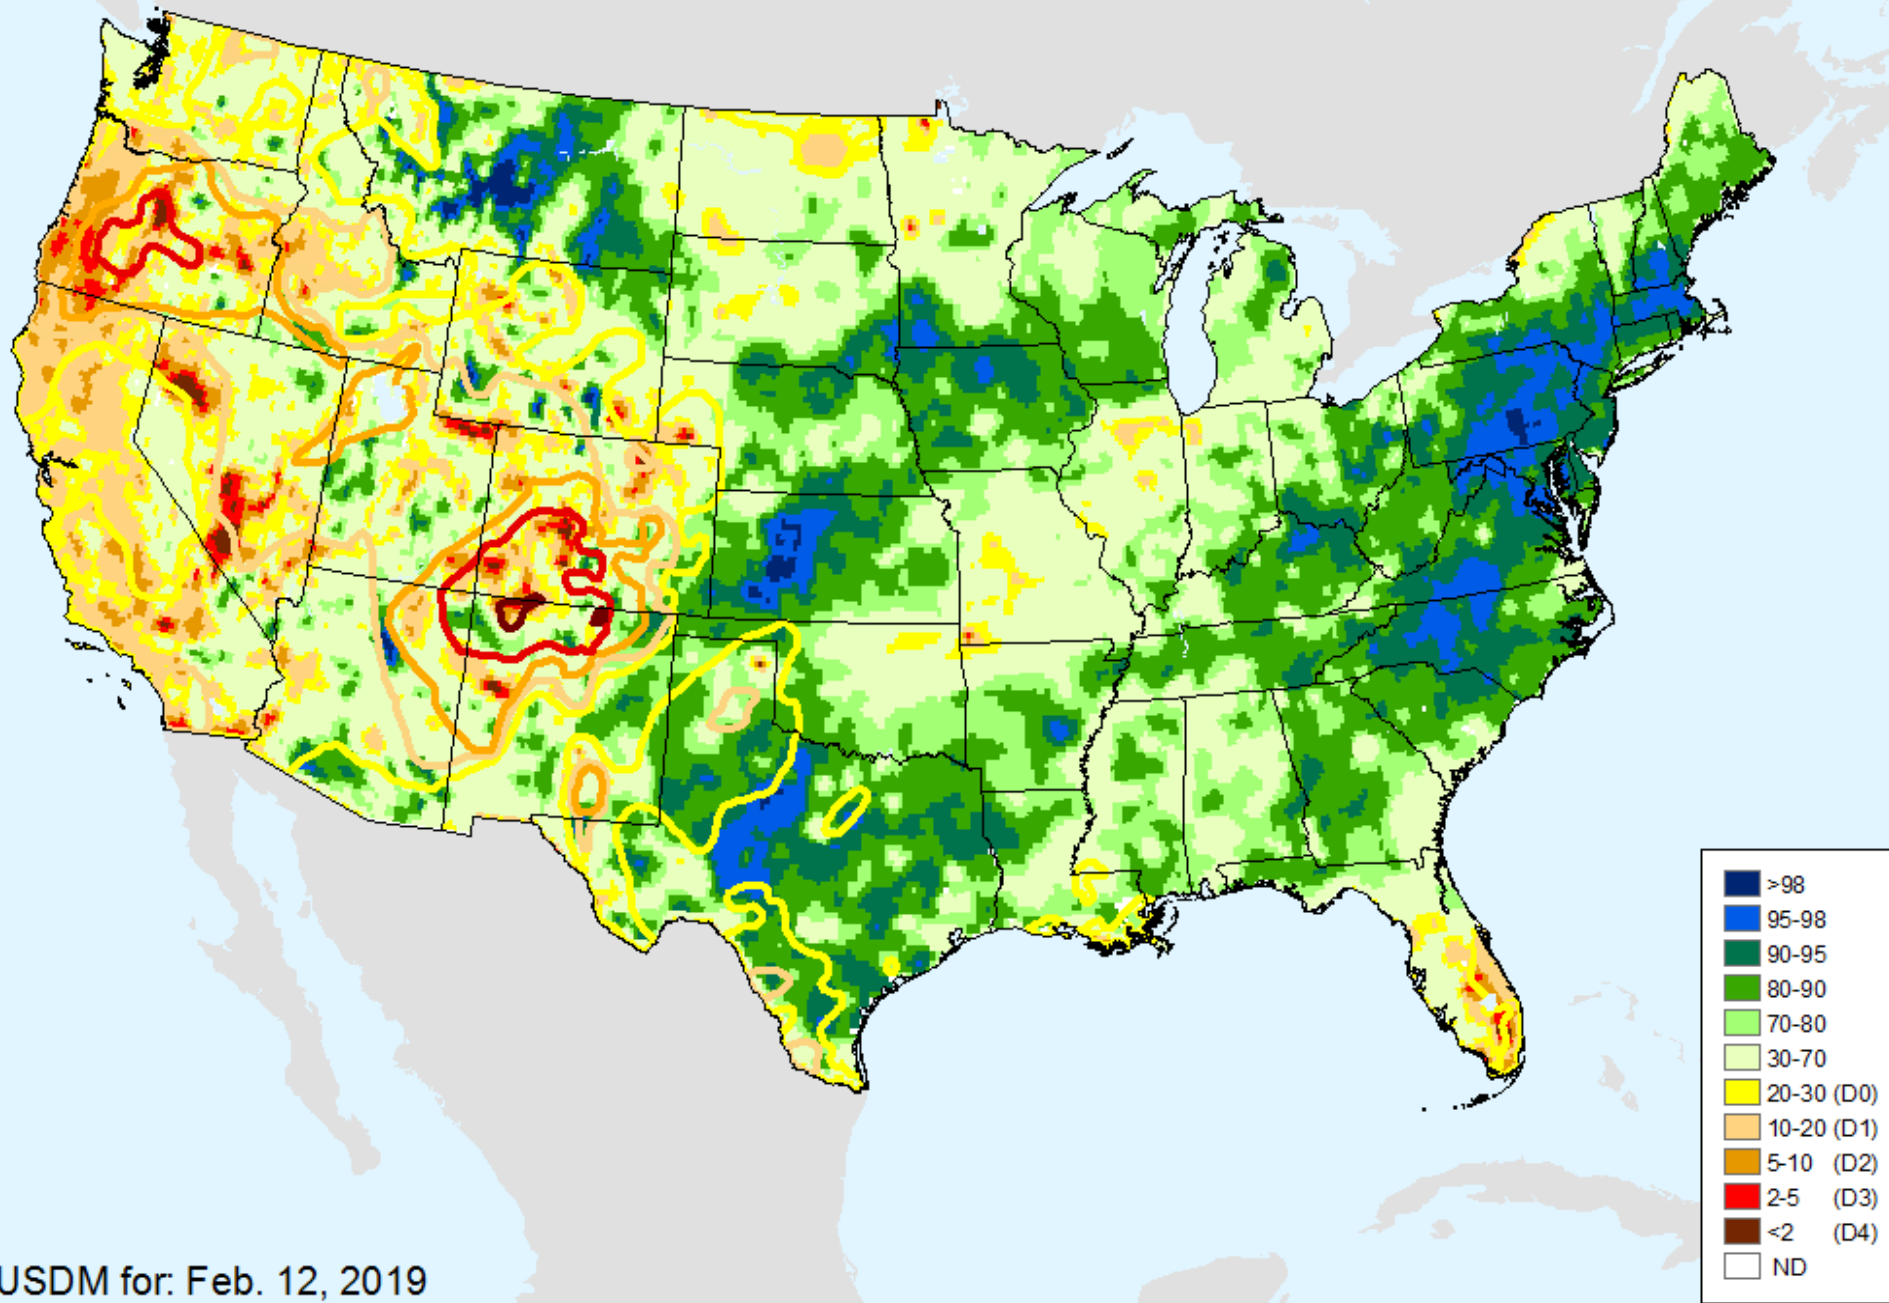 >98
95-98
90-95
80-90
70-80
30-70
20-30 (D0)
10-20 (D1)
5-10 (D2)
2-5 (D3)
<2 (D4)
ND
USDM for: Feb. 12, 2019